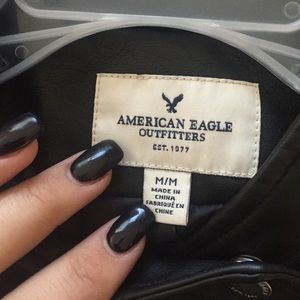 AMERICAN EAGLE
OUTFITTERS
EST. 1977
M/M
MADE IN
CHINA
FABRIQUÉ EN
CHINE